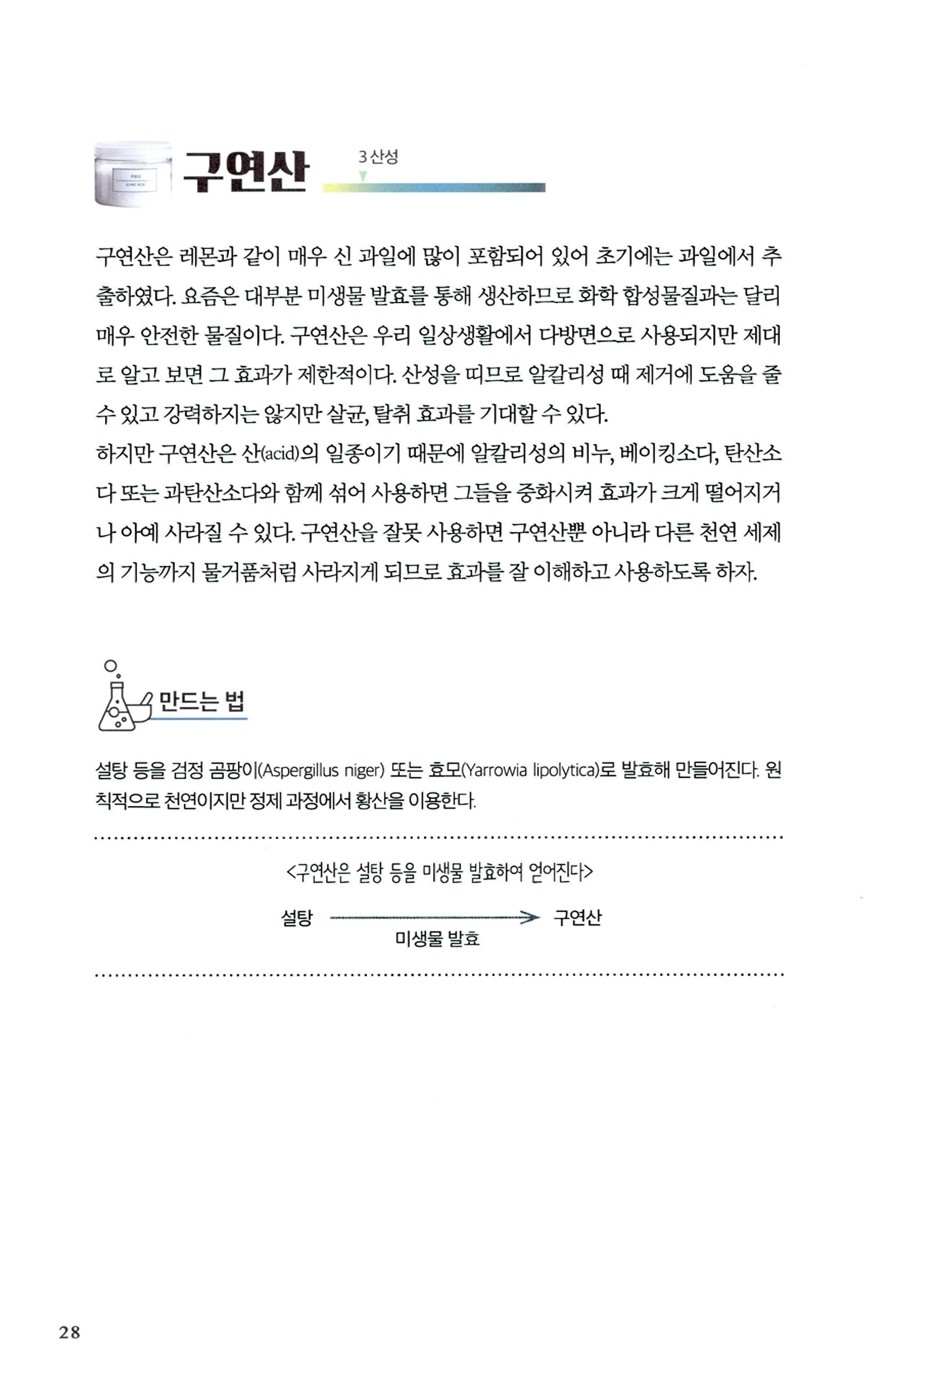 구연산
3 산성
구연산은 레몬과 같이 매우 신 과일에 많이 포함되어 있어 초기에는 과일에서 추
출하였다. 요즘은 대부분 미생물 발효를 통해 생산하므로 화학 합성물질과는 달리
매우 안전한 물질이다. 구연산은 우리 일상생활에서 다방면으로 사용되지만 제대
로 알고 보면 그 효과가 제한적이다. 산성을 띠므로 알칼리성 때 제거에 도움을 줄
수 있고 강력하지는 않지만 살균, 탈취 효과를 기대할 수 있다.
하지만 구연산은 산(acid)의 일종이기 때문에 알칼리성의 비누, 베이킹소다, 탄산소
다 또는 과탄산소다와 함께 섞어 사용하면 그들을 중화시켜 효과가 크게 떨어지거
나 아예 사라질 수 있다. 구연산을 잘못 사용하면 구연산뿐 아니라 다른 천연 세제
의 기능까지 물거품처럼 사라지게 되므로 효과를 잘 이해하고 사용하도록 하자.
만드는 법
설탕 등을 검정 곰팡이(Aspergillus niger) 또는 효모(Yarrowia lipolytica)로 발효해 만들어진다. 원
칙적으로 천연이지만 정제 과정에서 황산을 이용한다.
<구연산은 설탕 등을 미생물 발효하여 얻어진다>
설탕 → 구연산
미생물 발효
28